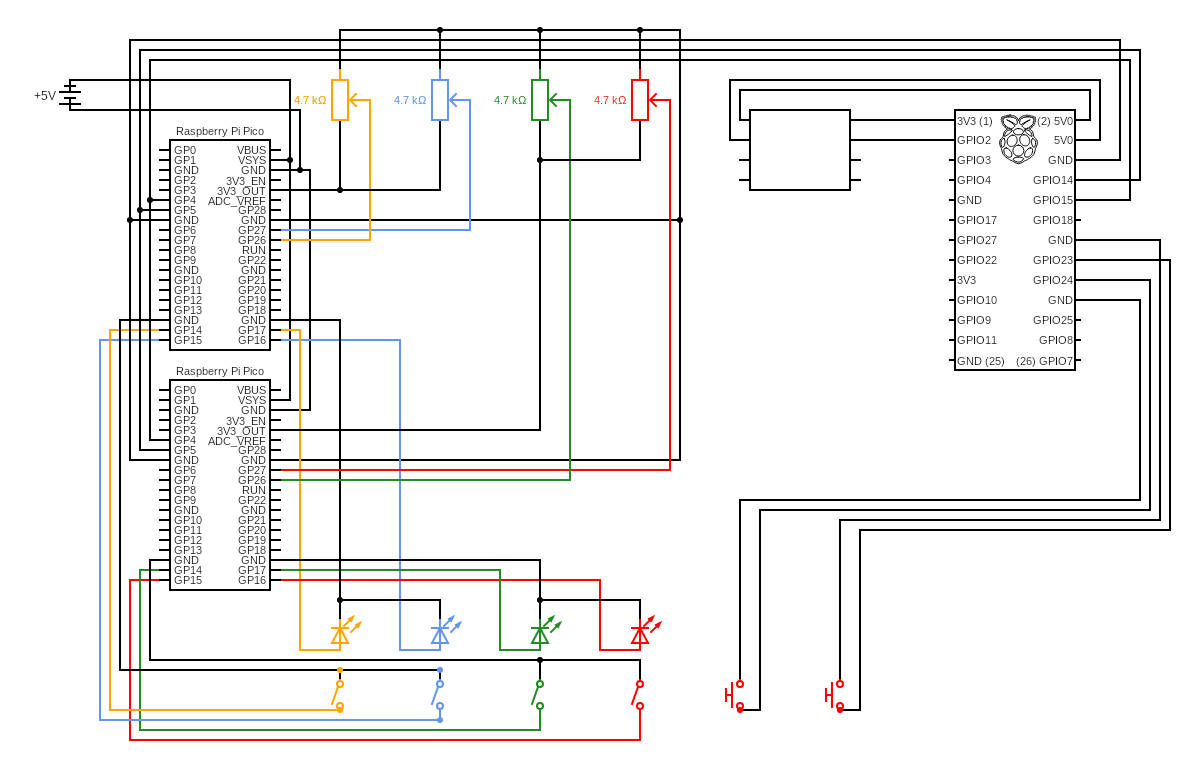 4.7 kΩ 4.7 kΩ 4.7 kΩ 4.7 kΩ
+5V
Raspberry Pi Pico
GP0 VBUS
GP1 VSYS
GND GND
GP2 3V3_EN
GP3 3V3_OUT
GP4 ADC_VREF
GP5 GP28
GND GND
GP6 GP27
GP7 GP26
GP8 RUN
GP9 GP22
GND GND
GP10 GP21
GP11 GP20
GP12 GP19
GP13 GP18
GND GND
GP14 GP17
GP15 GP16
Raspberry Pi Pico
GP0 VBUS
GP1 VSYS
GND GND
GP2 3V3_EN
GP3 3V3_OUT
GP4 ADC_VREF
GP5 GP28
GND GND
GP6 GP27
GP7 GP26
GP8 RUN
GP9 GP22
GND GND
GP10 GP21
GP11 GP20
GP12 GP19
GP13 GP18
GND GND
GP14 GP17
GP15 GP16
3V3 (1) (2) 5V0
GPIO2 5V0
GPIO3 GND
GPIO4 GPIO14
GND GPIO15
GPIO17 GPIO18
GPIO27 GND
GPIO22 GPIO23
3V3 GPIO24
GPIO10 GND
GPIO9 GPIO25
GPIO11 GPIO8
GND (25) (26) GPIO7